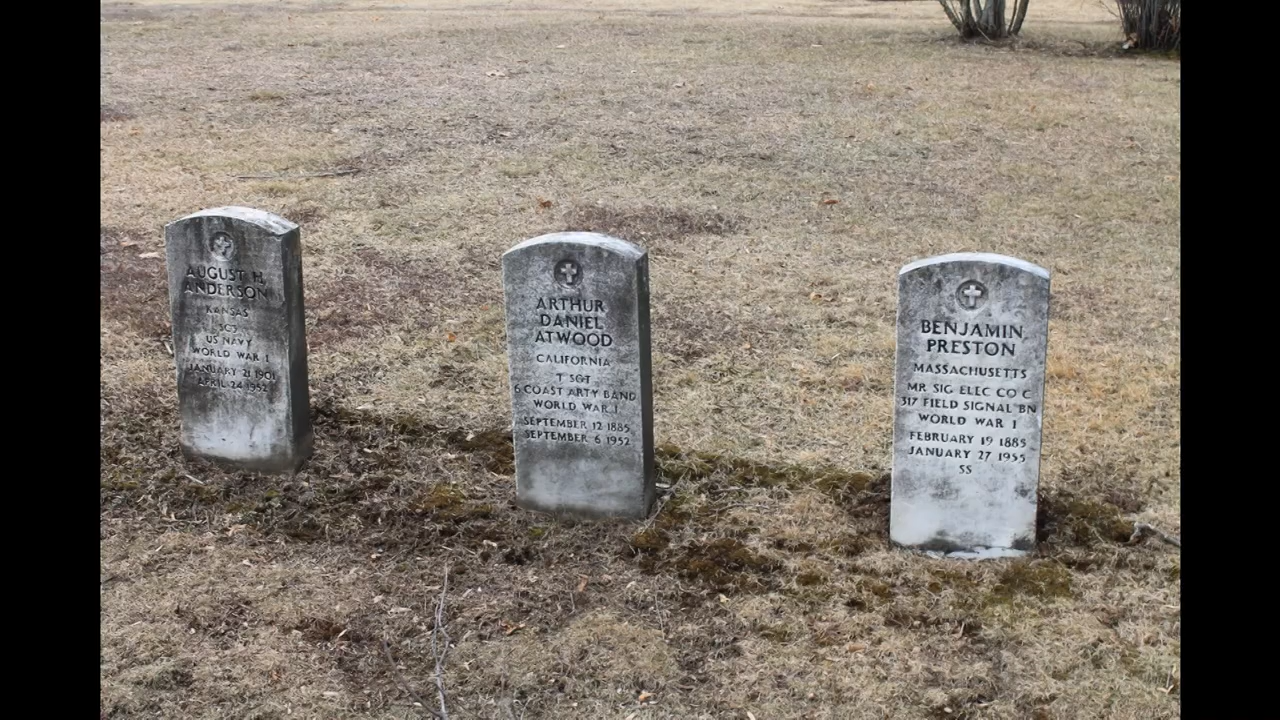 AUGUST H.
ANDERSON
KANSAS
SC3
US NAVY
WORLD WAR I
JANUARY 21 1901
APRIL 24 1952
ARTHUR
DANIEL
ATWOOD
CALIFORNIA
T SGT
6 COAST ARTY BAND
WORLD WAR I
SEPTEMBER 12 1885
SEPTEMBER 6 1952
BENJAMIN
PRESTON
MASSACHUSETTS
MR SIG ELEC CO C
317 FIELD SIGNAL BN
WORLD WAR I
FEBRUARY 19 1885
JANUARY 27 1955
SS